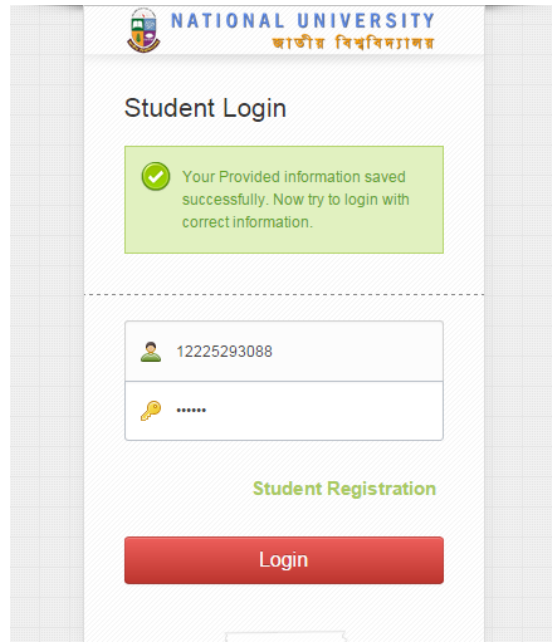 NATIONAL UNIVERSITY
জাতীয় বিশ্ববিদ্যালয়
Student Login
Your Provided information saved
successfully. Now try to login with
correct information.
12225293088
••••••
Student Registration
Login